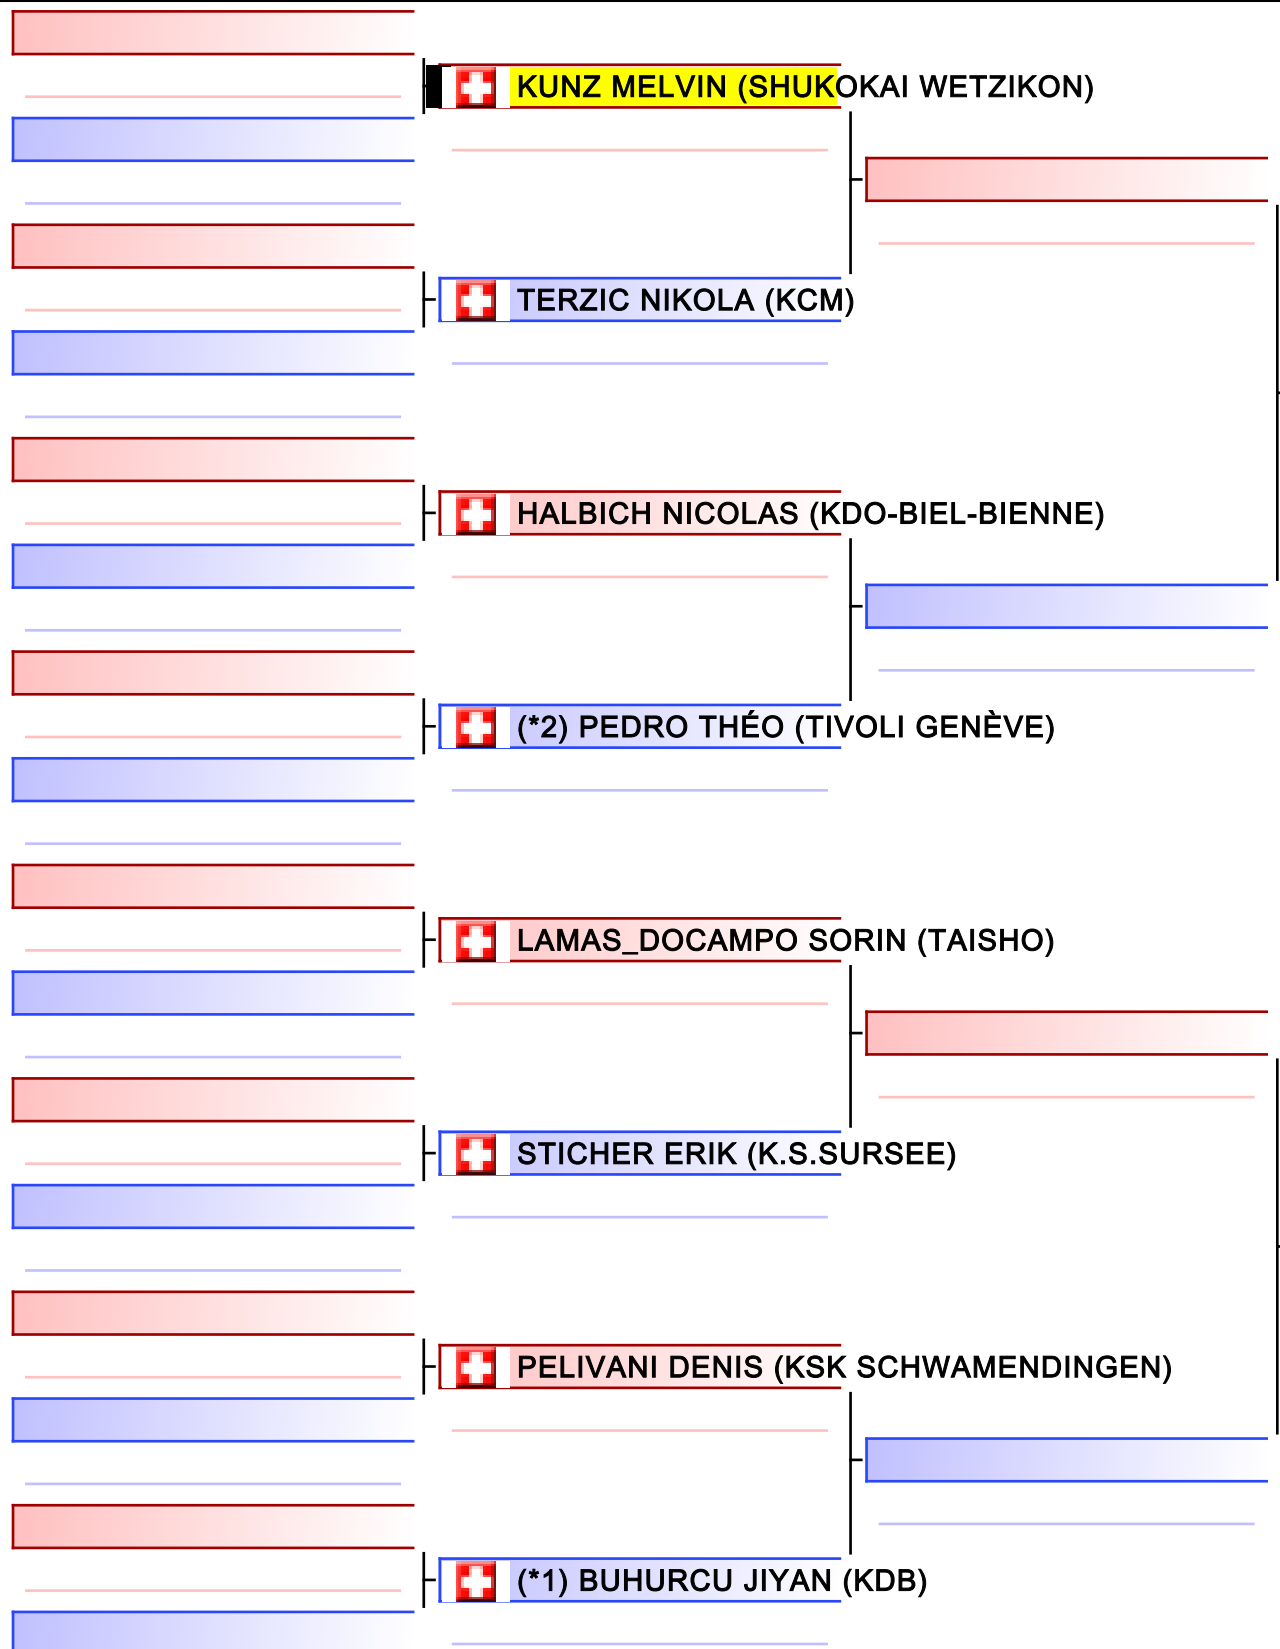 KUNZ MELVIN (SHUKOKAI WETZIKON)
TERZIC NIKOLA (KCM)
HALBICH NICOLAS (KDO-BIEL-BIENNE)
(*2) PEDRO THÉO (TIVOLI GENÈVE)
LAMAS_DOCAMPO SORIN (TAISHO)
STICHER ERIK (K.S.SURSEE)
PELIVANI DENIS (KSK SCHWAMENDINGEN)
(*1) BUHURCU JIYAN (KDB)